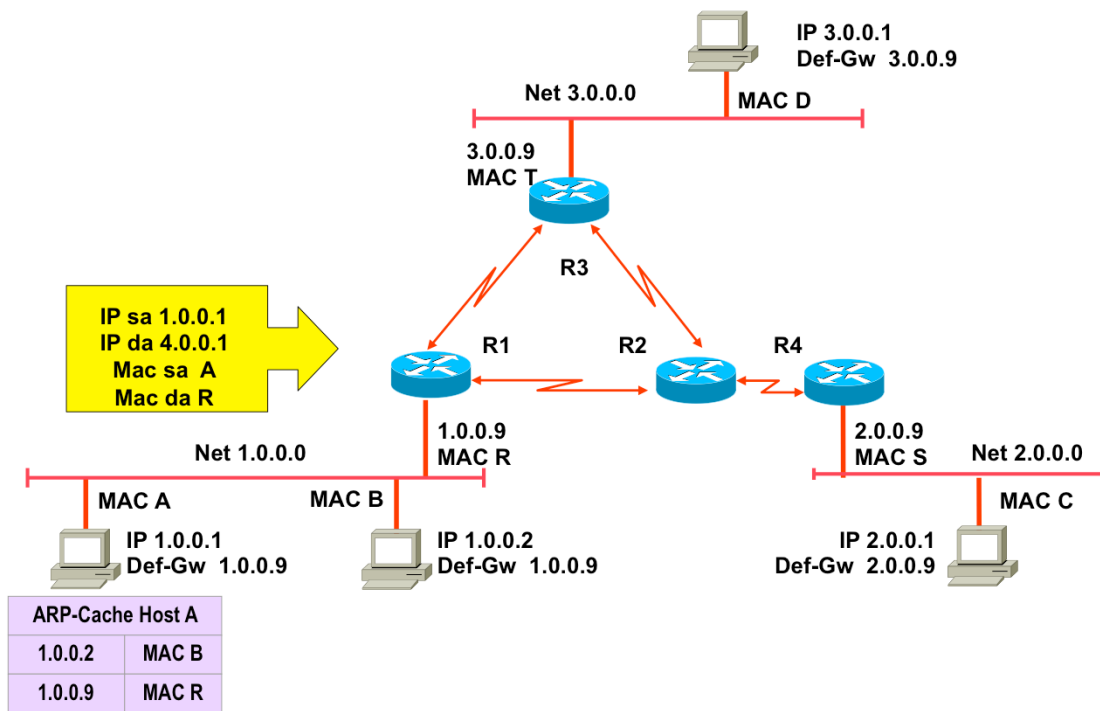 IP 3.0.0.1
Def-Gw 3.0.0.9
Net 3.0.0.0
MAC D
3.0.0.9
MAC T
R3
IP sa 1.0.0.1
IP da 4.0.0.1
Mac sa A
Mac da R
R1
R2
R4
1.0.0.9
MAC R
2.0.0.9
MAC S
Net 1.0.0.0
Net 2.0.0.0
MAC A
MAC B
MAC C
IP 1.0.0.1
Def-Gw 1.0.0.9
IP 1.0.0.2
Def-Gw 1.0.0.9
IP 2.0.0.1
Def-Gw 2.0.0.9
ARP-Cache Host A
1.0.0.2 MAC B
1.0.0.9 MAC R